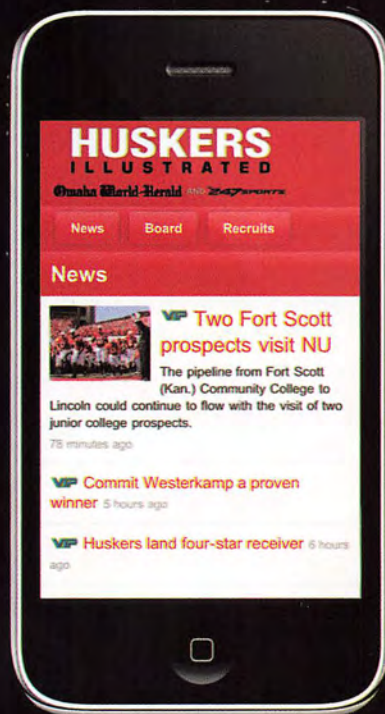 HUSKERS
ILLUSTRATED
Omaha World-Herald AND 247SPORTS
News Board Recruits
News
VIP Two Fort Scott
prospects visit NU
The pipeline from Fort Scott
(Kan.) Community College to
Lincoln could continue to flow with the visit of two
junior college prospects.
78 minutes ago
VIP Commit Westerkamp a proven
winner 5 hours ago
VIP Huskers land four-star receiver 6 hours
ago